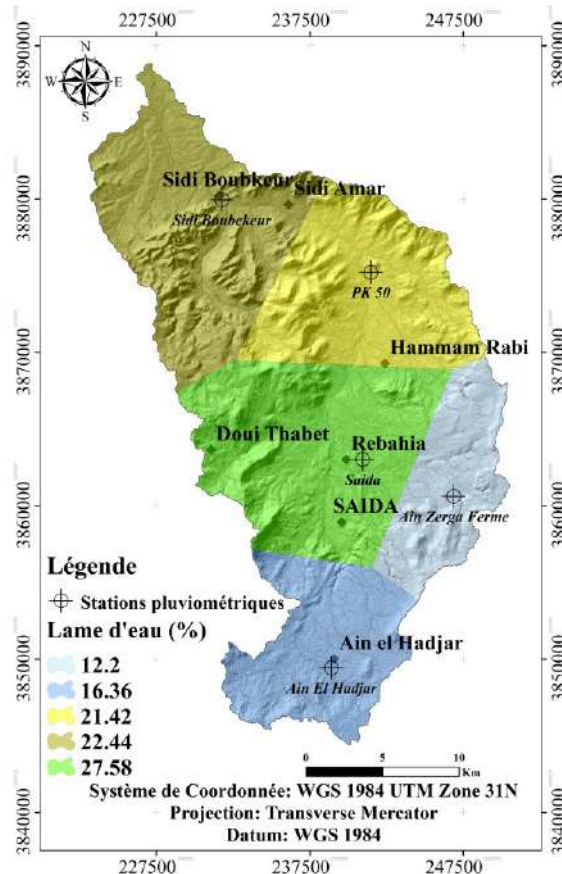 227500 237500 247500
3890000 3890000
N
W E
S
Sidi Boubkeur
Sidi Amar
3880000 3880000
Sidi Boubekeur
PK 50
3870000 3870000
Hammam Rabi
Doui Thabet
Rebahia
Saida
SAIDA
Ain Zerga Ferme
3860000 3860000
Légende
Stations pluviométriques
Lame d'eau (%)
12.2
16.36
21.42
22.44
27.58
Ain el Hadjar
Ain El Hadjar
3850000 3850000
0 5 10
Km
Système de Coordonnée: WGS 1984 UTM Zone 31N
Projection: Transverse Mercator
Datum: WGS 1984
3840000 3840000
227500 237500 247500